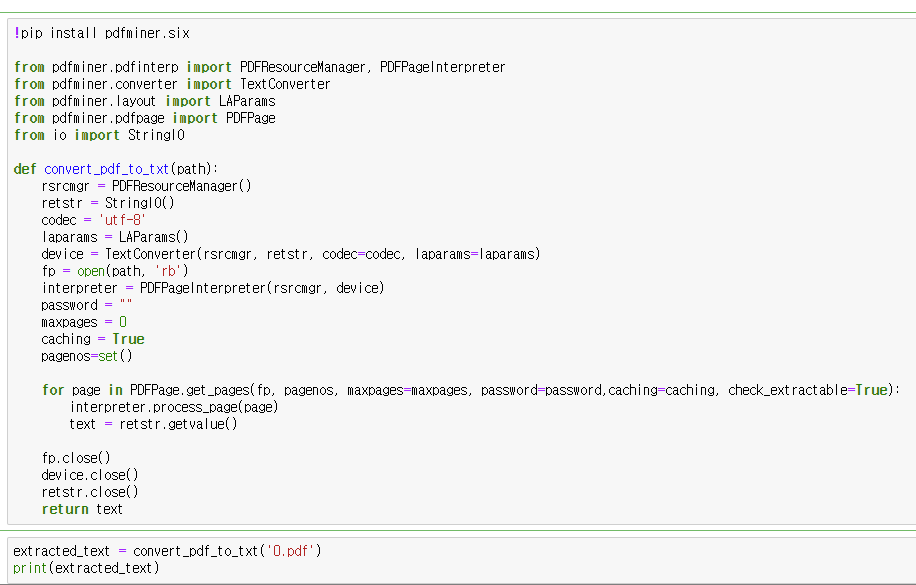 !pip install pdfminer.six
from pdfminer.pdfinterp import PDFResourceManager, PDFPageInterpreter
from pdfminer.converter import TextConverter
from pdfminer.layout import LAParams
from pdfminer.pdfpage import PDFPage
from io import StringIO
def convert_pdf_to_txt(path):
    rsrcmgr = PDFResourceManager()
    retstr = StringIO()
    codec = 'utf-8'
    laparams = LAParams()
    device = TextConverter(rsrcmgr, retstr, codec=codec, laparams=laparams)
    fp = open(path, 'rb')
    interpreter = PDFPageInterpreter(rsrcmgr, device)
    password = ""
    maxpages = 0
    caching = True
    pagenos=set()
    for page in PDFPage.get_pages(fp, pagenos, maxpages=maxpages, password=password,caching=caching, check_extractable=True):
        interpreter.process_page(page)
        text = retstr.getvalue()
    fp.close()
    device.close()
    retstr.close()
    return text
extracted_text = convert_pdf_to_txt('0.pdf')
print(extracted_text)